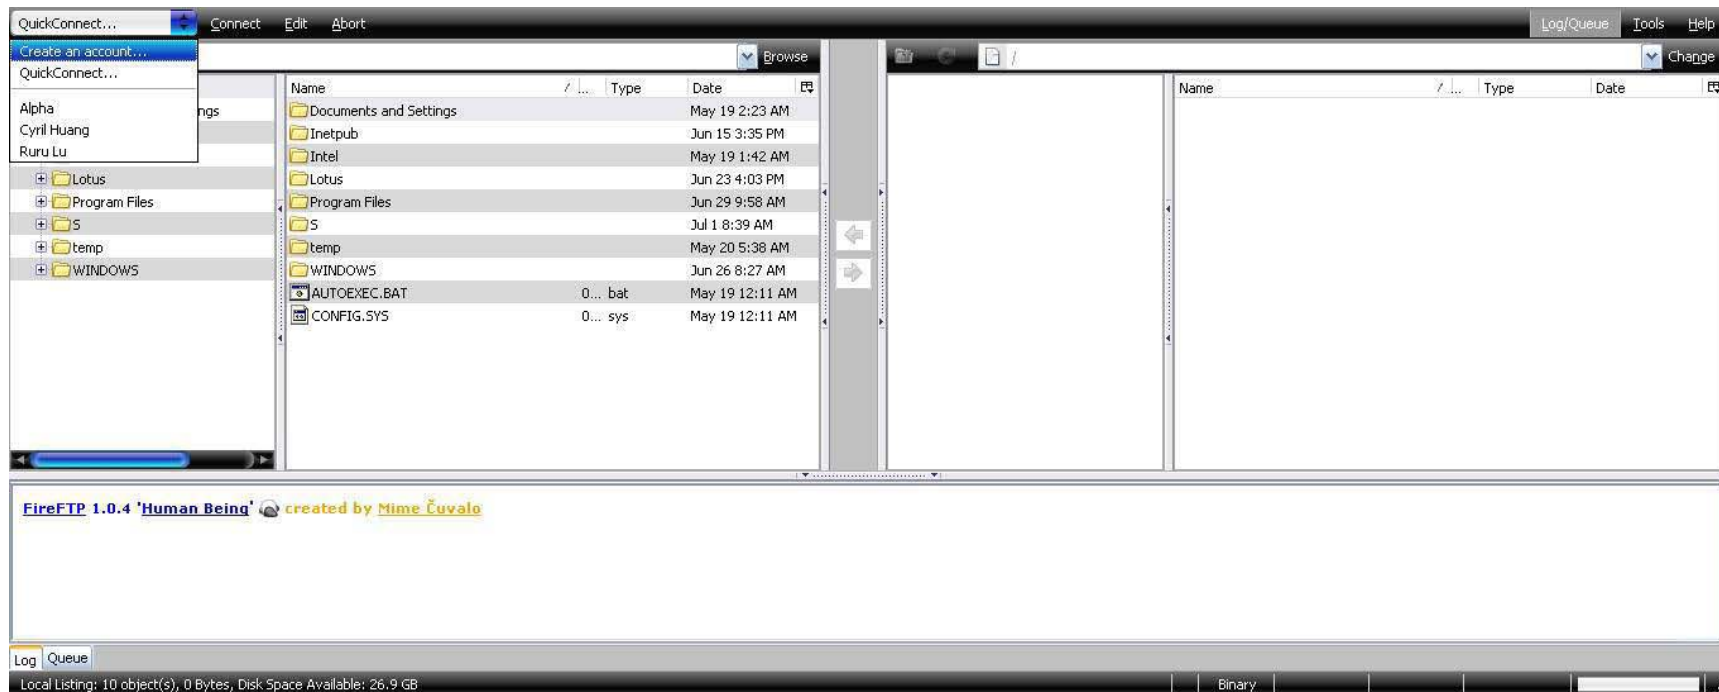 QuickConnect... Connect Edit Abort Log/Queue Tools Help
Create an account...
QuickConnect...
Alpha
Cyril Huang
Ruru Lu
Browse
/
Change
ngs
Lotus
Program Files
S
temp
WINDOWS
Name / ... Type Date
Documents and Settings May 19 2:23 AM
Inetpub Jun 15 3:35 PM
Intel May 19 1:42 AM
Lotus Jun 23 4:03 PM
Program Files Jun 29 9:58 AM
S Jul 1 8:39 AM
temp May 20 5:38 AM
WINDOWS Jun 26 8:27 AM
AUTOEXEC.BAT 0... bat May 19 12:11 AM
CONFIG.SYS 0... sys May 19 12:11 AM
Name / ... Type Date
FireFTP 1.0.4 'Human Being' created by Mime Čuvalo
Log Queue
Local Listing: 10 object(s), 0 Bytes, Disk Space Available: 26.9 GB Binary